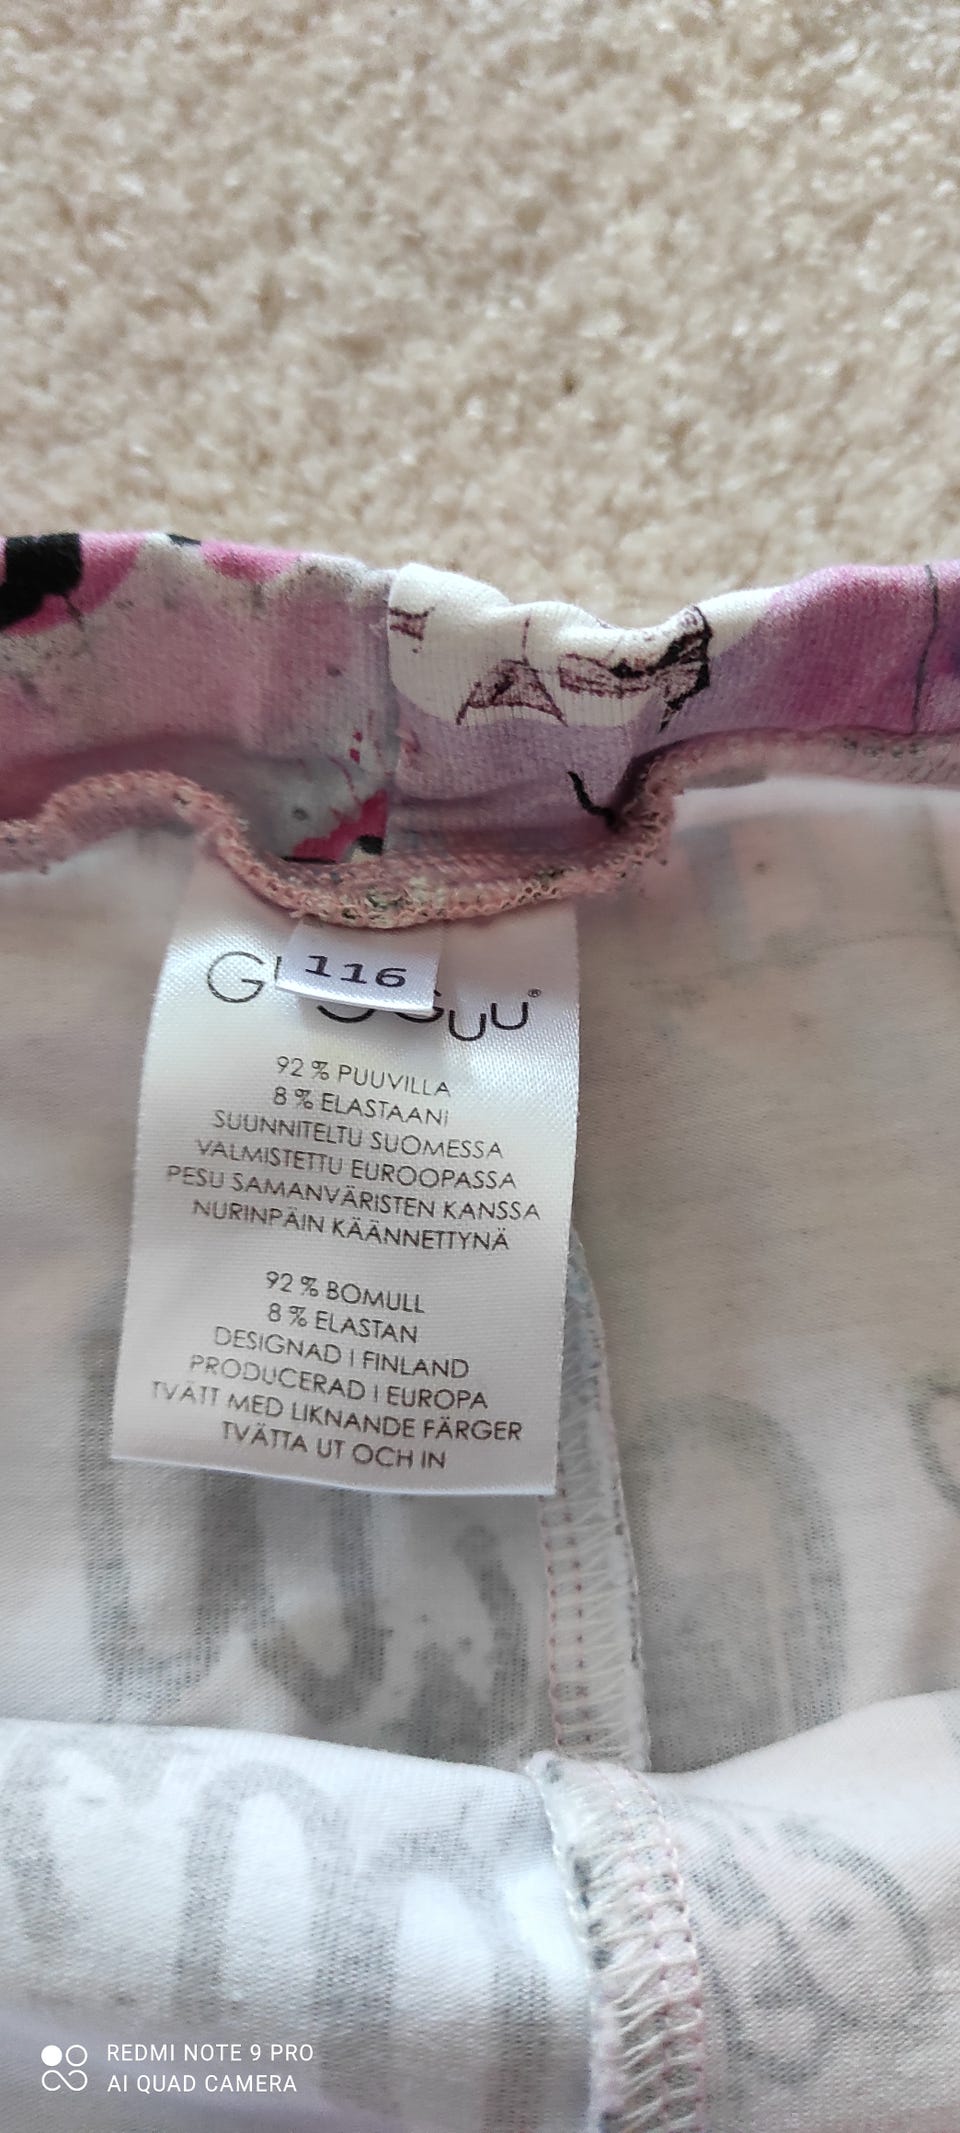 116
92 % PUUVILLA
8 % ELASTAANI
SUUNNITELTU SUOMESSA
VALMISTETTU EUROOPASSA
PESU SAMANVÄRISTEN KANSSA
NURINPÄIN KÄÄNNETTYNÄ
92 % BOMULL
8 % ELASTAN
DESIGNAD I FINLAND
PRODUCERAD I EUROPA
TVÄTT MED LIKNANDE FÄRGER
TVÄTTA UT OCH IN
REDMI NOTE 9 PRO
AI QUAD CAMERA